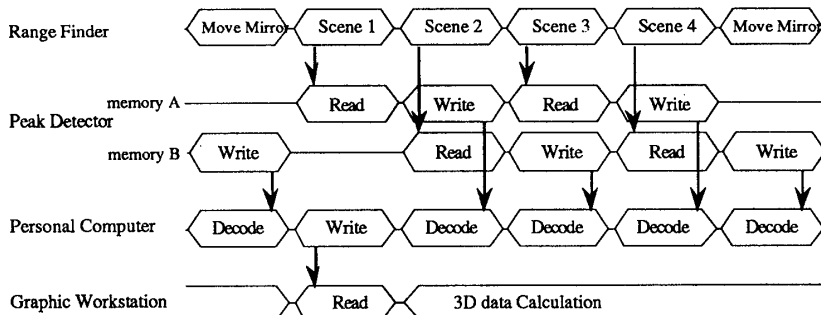 Range Finder Move Mirror Scene 1 Scene 2 Scene 3 Scene 4 Move Mirror
memory A Read Write Read Write
Peak Detector
memory B Write Read Write Read Write
Personal Computer Decode Write Decode Decode Decode Decode
Graphic Workstation Read 3D data Calculation